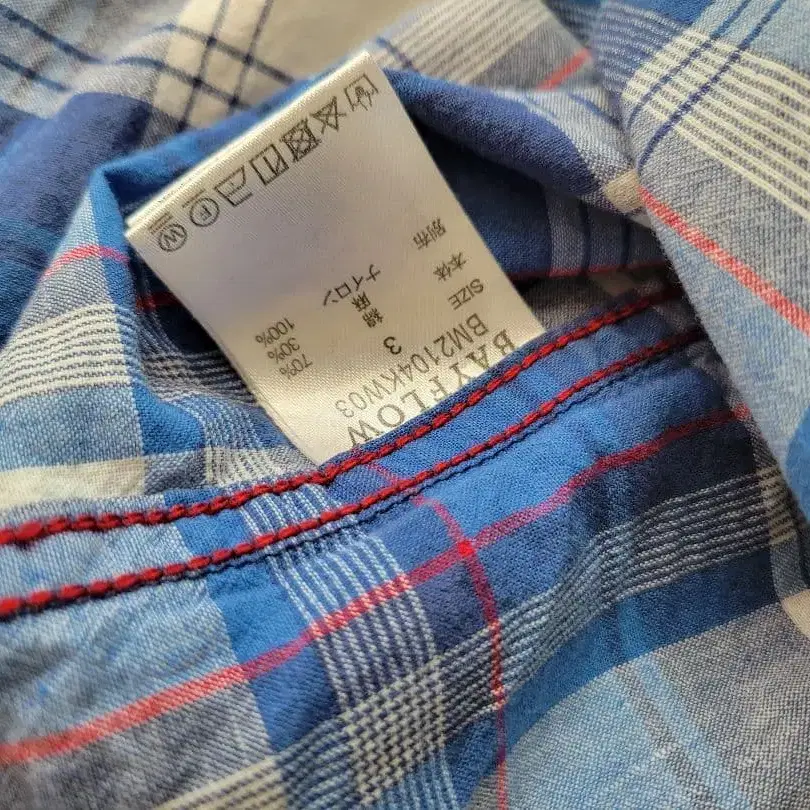 BAYFLOW
BM2104KW03
SIZE 3
本体 綿 70%
麻 30%
別布 ナイロン 100%
F
W